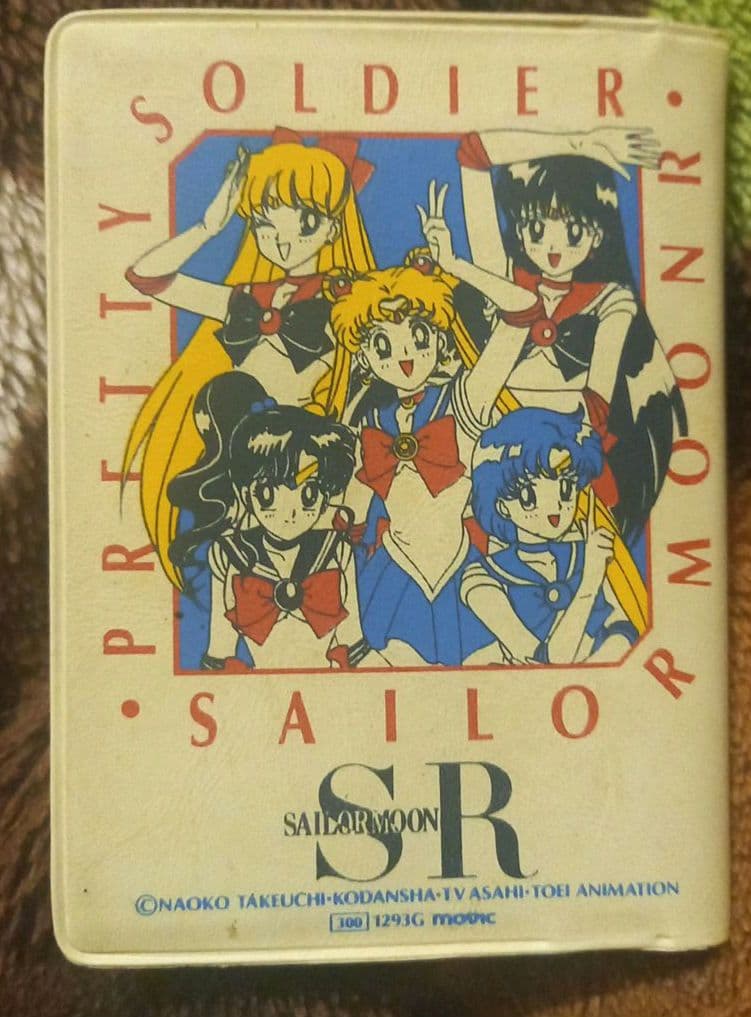 PRETTY SOLDIER ·
· SAILOR MOON R
SR
SAILORMOON
©NAOKO TAKEUCHI·KODANSHA·TV ASAHI·TOEI ANIMATION
300 1293G movic